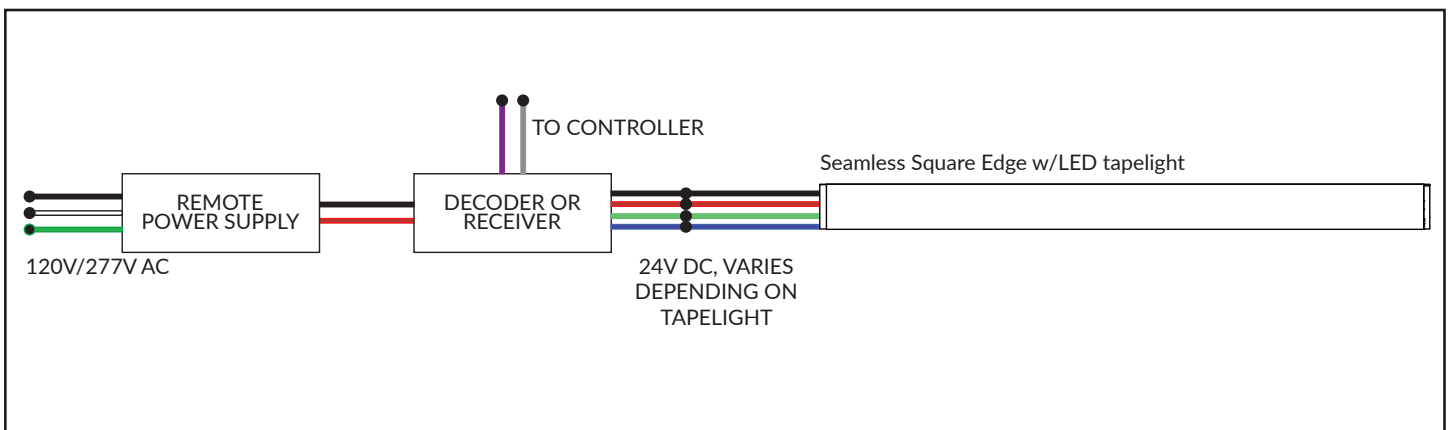 TO CONTROLLER
Seamless Square Edge w/LED tapelight
REMOTE
POWER SUPPLY
DECODER OR
RECEIVER
120V/277V AC
24V DC, VARIES
DEPENDING ON
TAPELIGHT